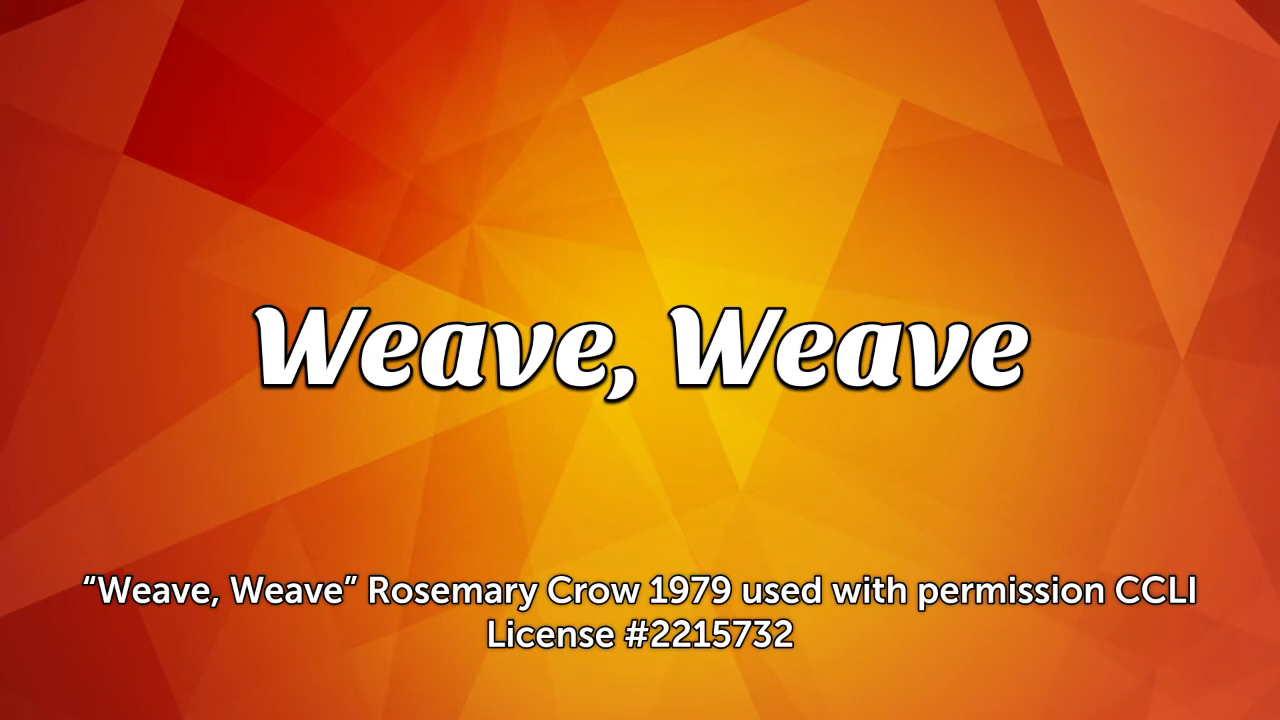 Weave, Weave
“Weave, Weave” Rosemary Crow 1979 used with permission CCLI
License #2215732